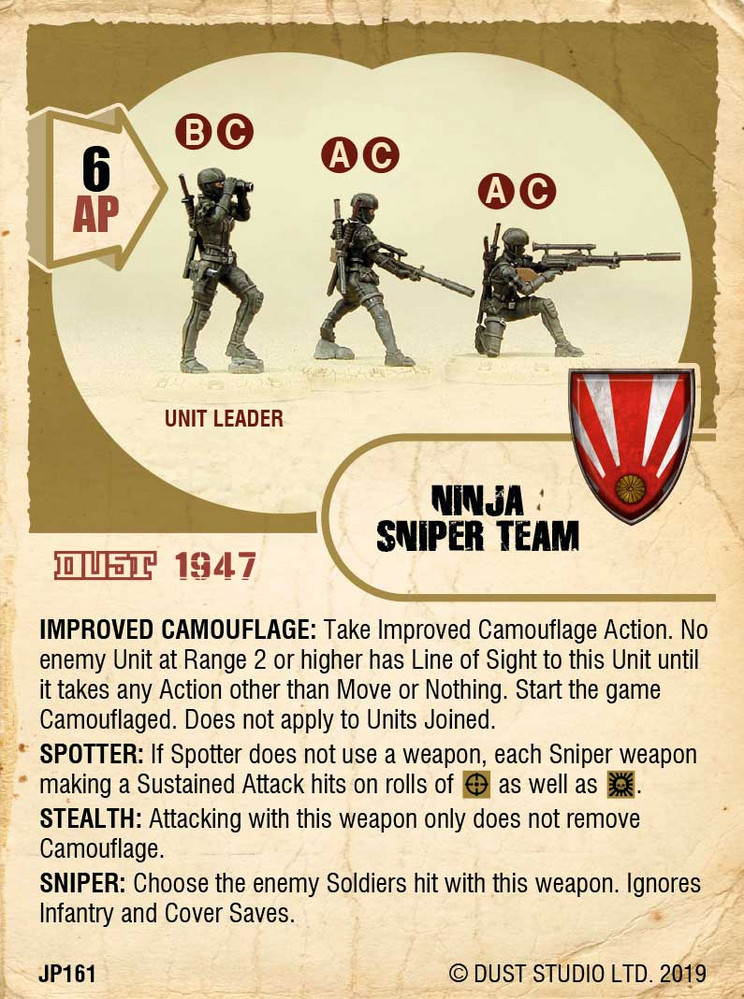 6
AP
B C
A C
A C
UNIT LEADER
NINJA
SNIPER TEAM
DUST 1947
IMPROVED CAMOUFLAGE: Take Improved Camouflage Action. No
enemy Unit at Range 2 or higher has Line of Sight to this Unit until
it takes any Action other than Move or Nothing. Start the game
Camouflaged. Does not apply to Units Joined.
SPOTTER: If Spotter does not use a weapon, each Sniper weapon
making a Sustained Attack hits on rolls of as well as .
STEALTH: Attacking with this weapon only does not remove
Camouflage.
SNIPER: Choose the enemy Soldiers hit with this weapon. Ignores
Infantry and Cover Saves.
JP161
© DUST STUDIO LTD. 2019